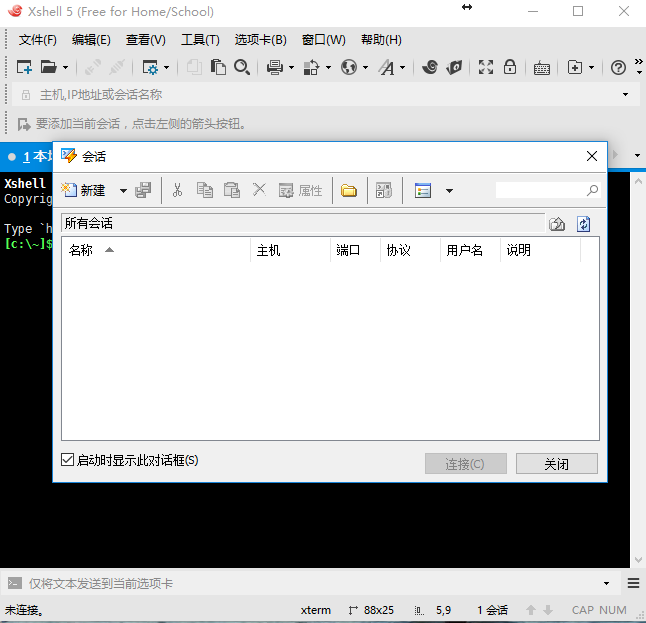 Xshell 5 (Free for Home/School)
文件(F) 编辑(E) 查看(V) 工具(T) 选项卡(B) 窗口(W) 帮助(H)
主机,IP地址或会话名称
要添加当前会话，点击左侧的箭头按钮。
1 本地
会话
新建 属性
所有会话
名称 主机 端口 协议 用户名 说明
Xshell
Copyrig
Type `h
[c:\~]$
启动时显示此对话框(S)
连接(C) 关闭
仅将文本发送到当前选项卡
未连接。 xterm 88x25 5,9 1 会话 CAP NUM